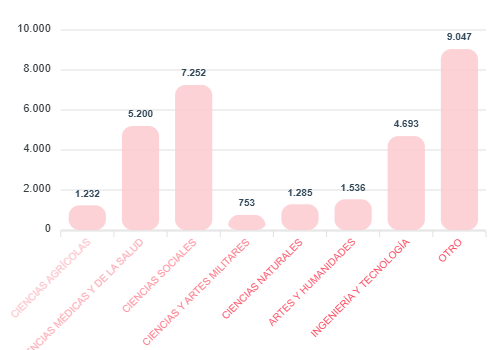 10.000
8.000
6.000
4.000
2.000
0
1.232
5.200
7.252
753
1.285
1.536
4.693
9.047
CIENCIAS AGRÍCOLAS
IENCIAS MÉDICAS Y DE LA SALUD
CIENCIAS SOCIALES
CIENCIAS Y ARTES MILITARES
CIENCIAS NATURALES
ARTES Y HUMANIDADES
INGENIERÍA Y TECNOLOGÍA
OTRO